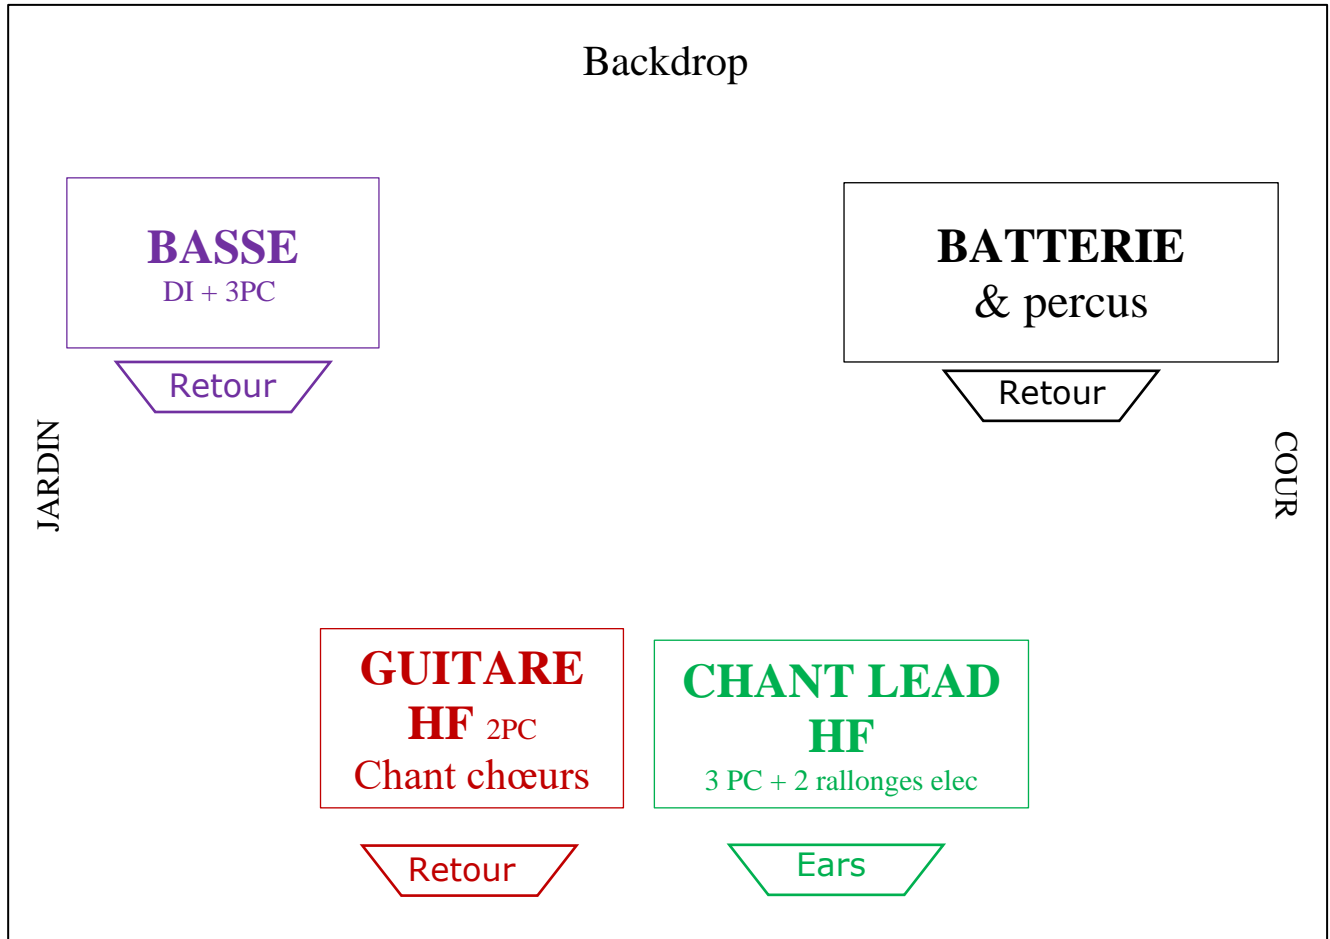 Backdrop
BASSE
DI + 3PC
Retour
BATTERIE
& percus
Retour
JARDIN
COUR
GUITARE
HF 2PC
Chant chœurs
Retour
CHANT LEAD
HF
3 PC + 2 rallonges elec
Ears